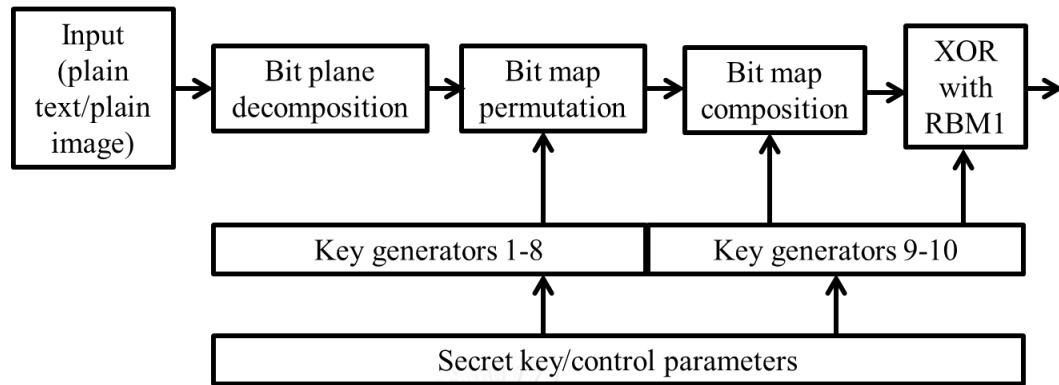 Input
(plain
text/plain
image)
Bit plane
decomposition
Bit map
permutation
Bit map
composition
XOR
with
RBM1
Key generators 1-8
Key generators 9-10
Secret key/control parameters